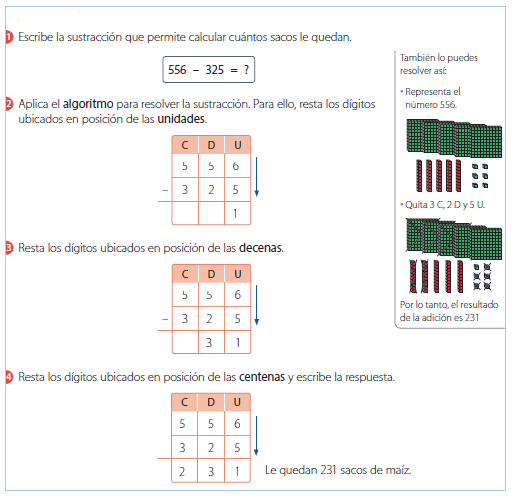 1 Escribe la sustracción que permite calcular cuántos sacos le quedan.
556 – 325 = ?
2 Aplica el algoritmo para resolver la sustracción. Para ello, resta los dígitos
ubicados en posición de las unidades.
C D U
5 5 6
– 3 2 5
1
3 Resta los dígitos ubicados en posición de las decenas.
C D U
5 5 6
– 3 2 5
3 1
4 Resta los dígitos ubicados en posición de las centenas y escribe la respuesta.
C D U
5 5 6
3 2 5
2 3 1
Le quedan 231 sacos de maíz.
También lo puedes
resolver así:
• Representa el
número 556.
• Quita 3 C, 2 D y 5 U.
Por lo tanto, el resultado
de la adición es 231